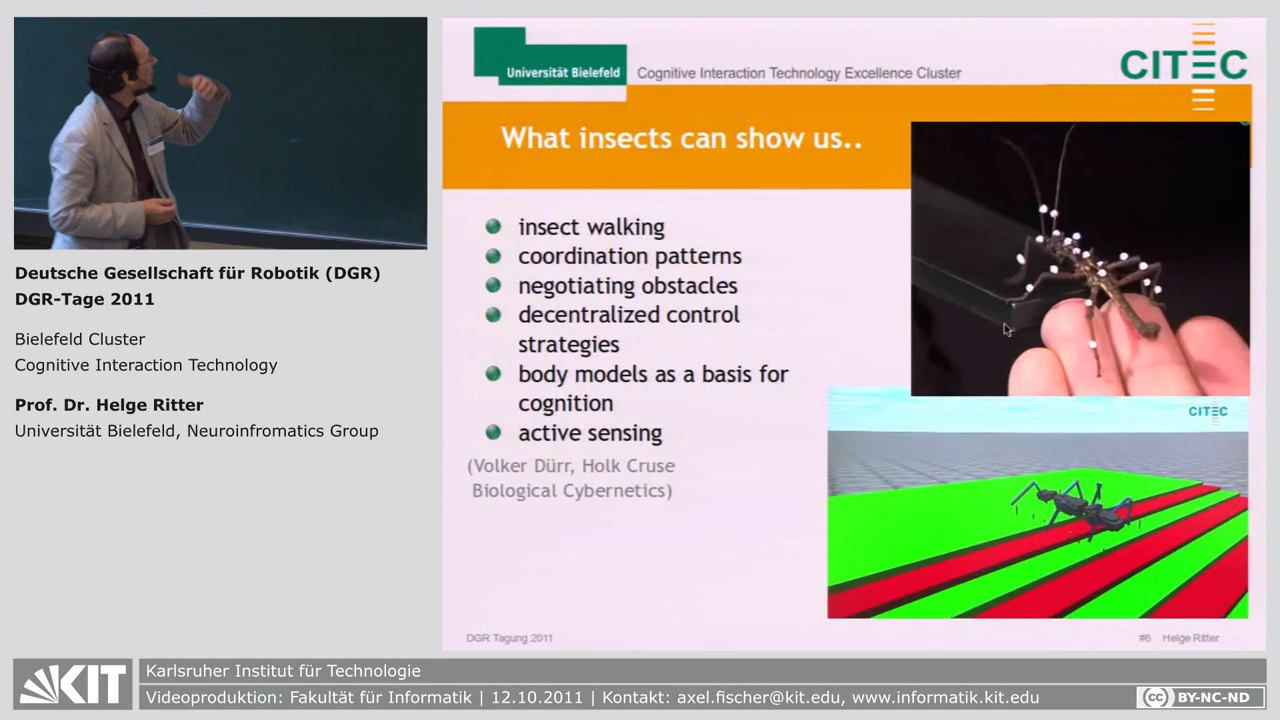 Deutsche Gesellschaft für Robotik (DGR)
DGR-Tage 2011
Bielefeld Cluster
Cognitive Interaction Technology
Prof. Dr. Helge Ritter
Universität Bielefeld, Neuroinfromatics Group
Universität Bielefeld
Cognitive Interaction Technology Excellence Cluster
CITEC
What insects can show us..
insect walking
coordination patterns
negotiating obstacles
decentralized control
strategies
body models as a basis for
cognition
active sensing
(Volker Dürr, Holk Cruse
Biological Cybernetics)
CITEC
DGR Tagung 2011
#6 Helge Ritter
KIT
Karlsruher Institut für Technologie
Videoproduktion: Fakultät für Informatik | 12.10.2011 | Kontakt: axel.fischer@kit.edu, www.informatik.kit.edu
cc BY-NC-ND